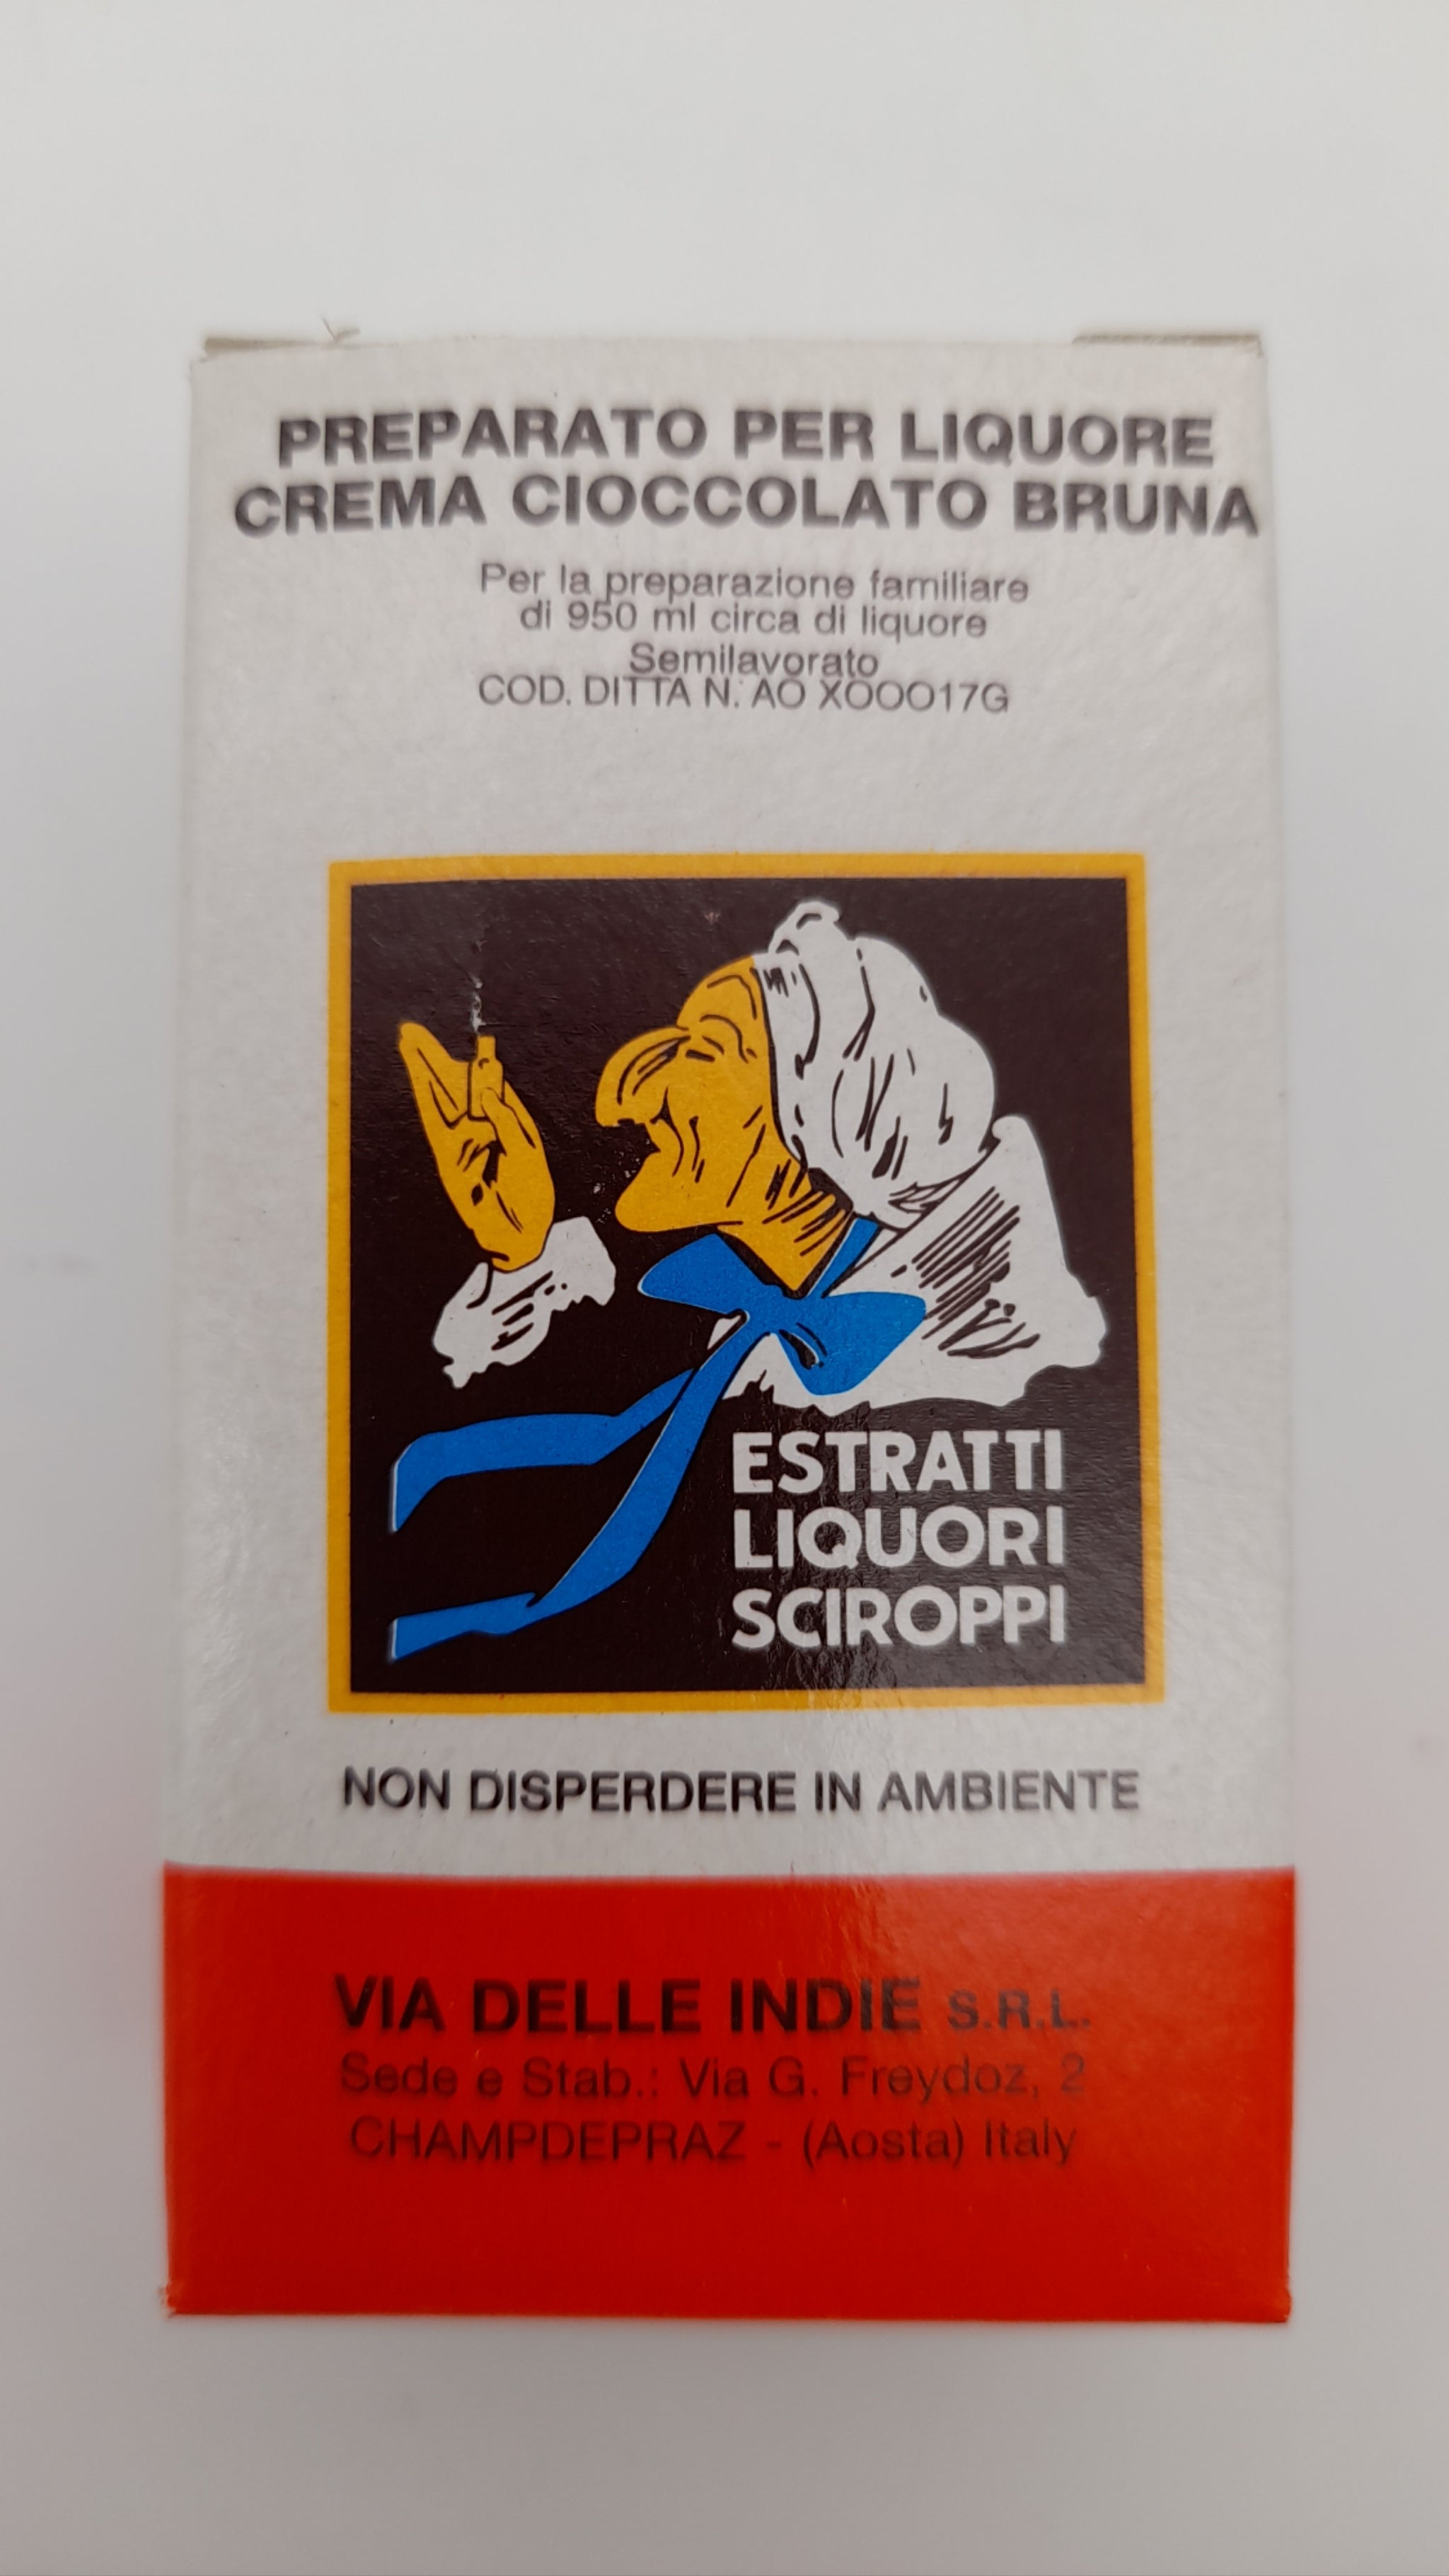 PREPARATO PER LIQUORE
CREMA CIOCCOLATO BRUNA
Per la preparazione familiare
di 950 ml circa di liquore
Semilavorato
COD. DITTA N. AO XOOO17G
ESTRATTI
LIQUORI
SCIROPPI
NON DISPERDERE IN AMBIENTE
VIA DELLE INDIE S.R.L.
Sede e Stab.: Via G. Freydoz, 2
CHAMPDEPRAZ - (Aosta) Italy